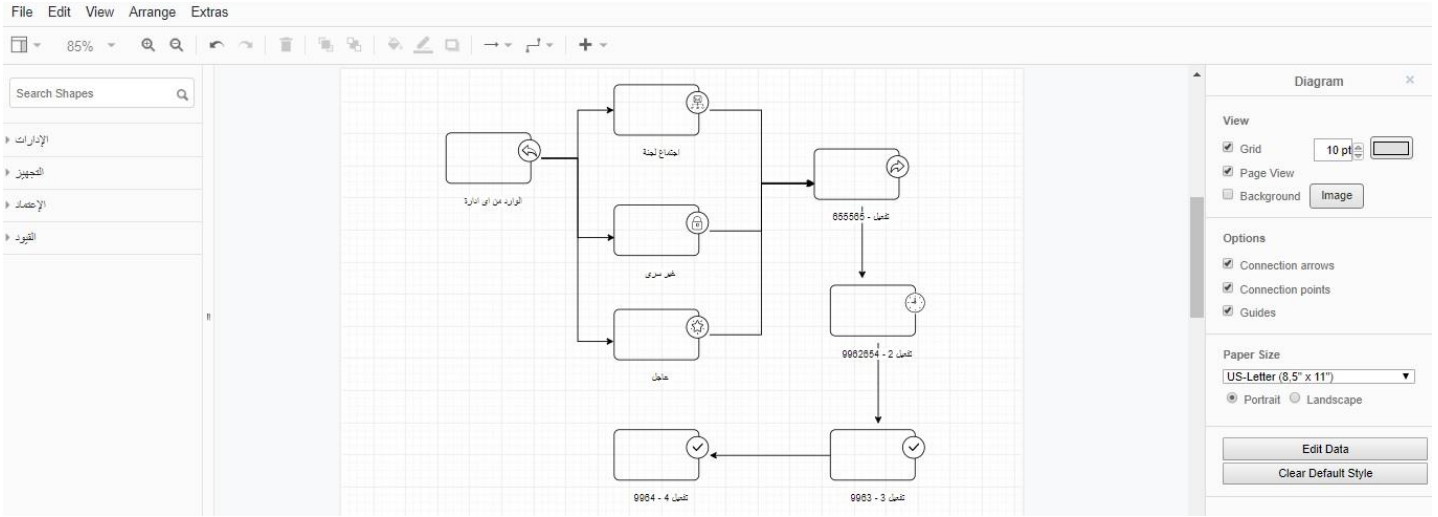 File Edit View Arrange Extras
85%
Search Shapes
الإدارات
التجهيز
الإعتماد
القيود
اجتماع لجنة
الوارد من اى ادارة
غير سرى
عاجل
تفعيل - 655565
تفعيل 2 - 9962654
تفعيل 3 - 9963
تفعيل 4 - 9964
Diagram
View
Grid 10 pt
Page View
Background Image
Options
Connection arrows
Connection points
Guides
Paper Size
US-Letter (8,5" x 11")
Portrait Landscape
Edit Data
Clear Default Style